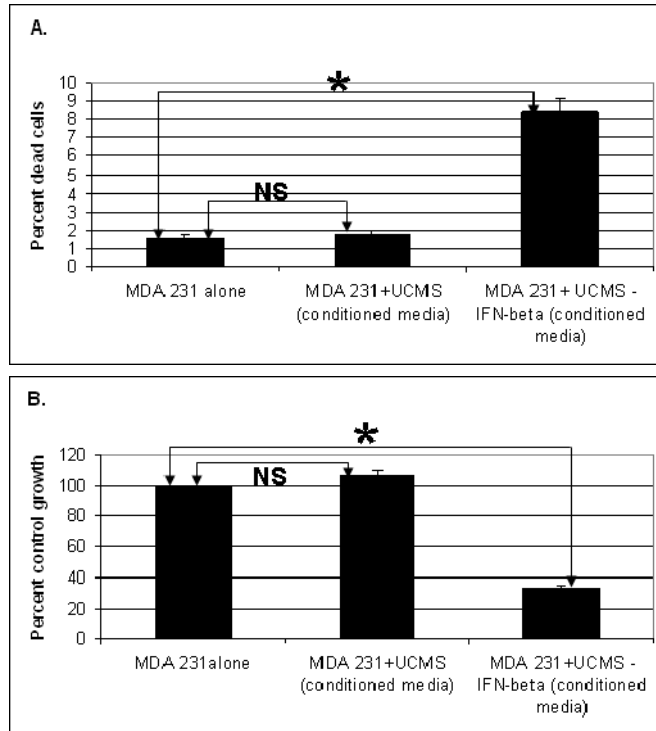 A.
Percent dead cells
10
9
8
7
6
5
4
3
2
1
0
*
NS
MDA.231 alone
MDA 231+UCMS
(conditioned media)
MDA 231+ UCMS -
IFN-beta (conditioned
media)
B.
Percent control growth
120
100
80
60
40
20
0
*
NS
MDA 231alone
MDA 231+UCMS
(conditioned media)
MDA 231+UCMS -
IFN-beta (conditioned
media)